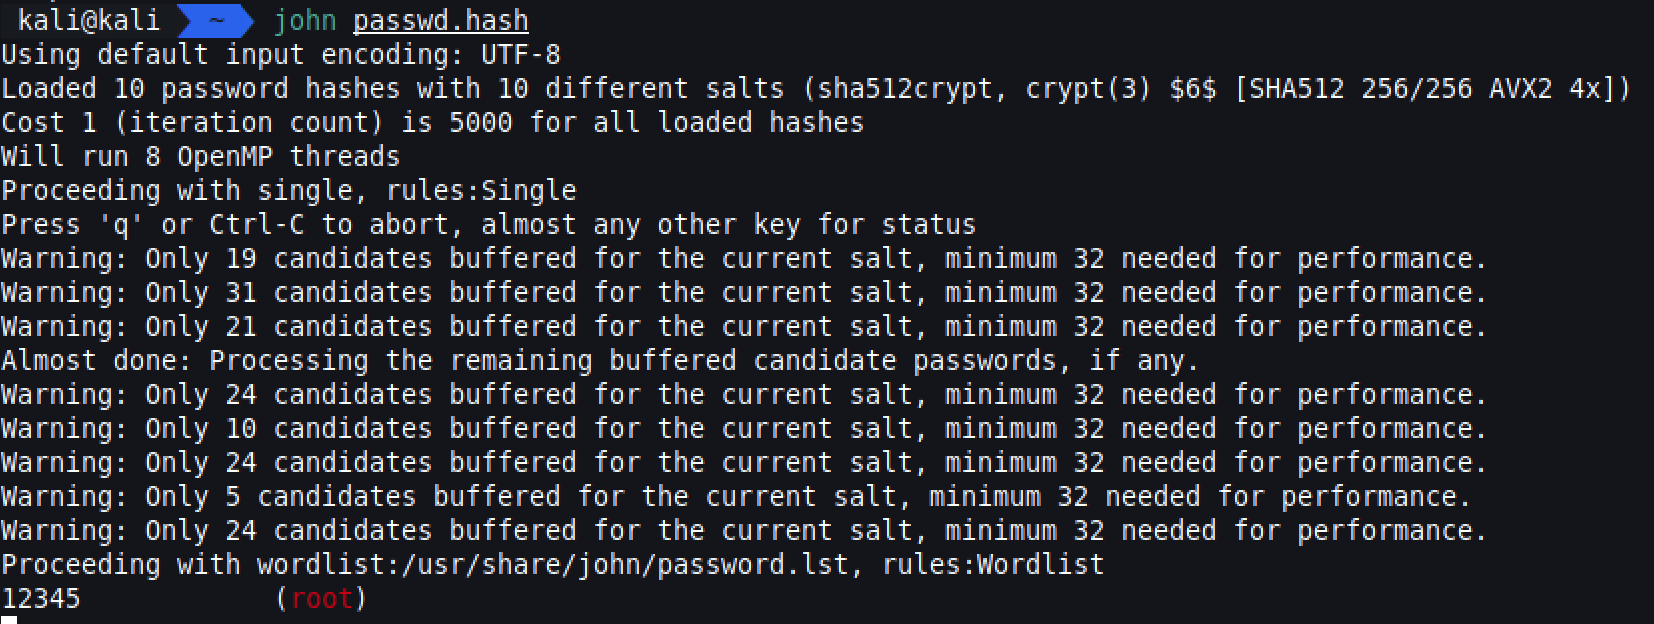 kali@kali ~ john passwd.hash
Using default input encoding: UTF-8
Loaded 10 password hashes with 10 different salts (sha512crypt, crypt(3) $6$ [SHA512 256/256 AVX2 4x])
Cost 1 (iteration count) is 5000 for all loaded hashes
Will run 8 OpenMP threads
Proceeding with single, rules:Single
Press 'q' or Ctrl-C to abort, almost any other key for status
Warning: Only 19 candidates buffered for the current salt, minimum 32 needed for performance.
Warning: Only 31 candidates buffered for the current salt, minimum 32 needed for performance.
Warning: Only 21 candidates buffered for the current salt, minimum 32 needed for performance.
Almost done: Processing the remaining buffered candidate passwords, if any.
Warning: Only 24 candidates buffered for the current salt, minimum 32 needed for performance.
Warning: Only 10 candidates buffered for the current salt, minimum 32 needed for performance.
Warning: Only 24 candidates buffered for the current salt, minimum 32 needed for performance.
Warning: Only 5 candidates buffered for the current salt, minimum 32 needed for performance.
Warning: Only 24 candidates buffered for the current salt, minimum 32 needed for performance.
Proceeding with wordlist:/usr/share/john/password.lst, rules:Wordlist
12345            (root)